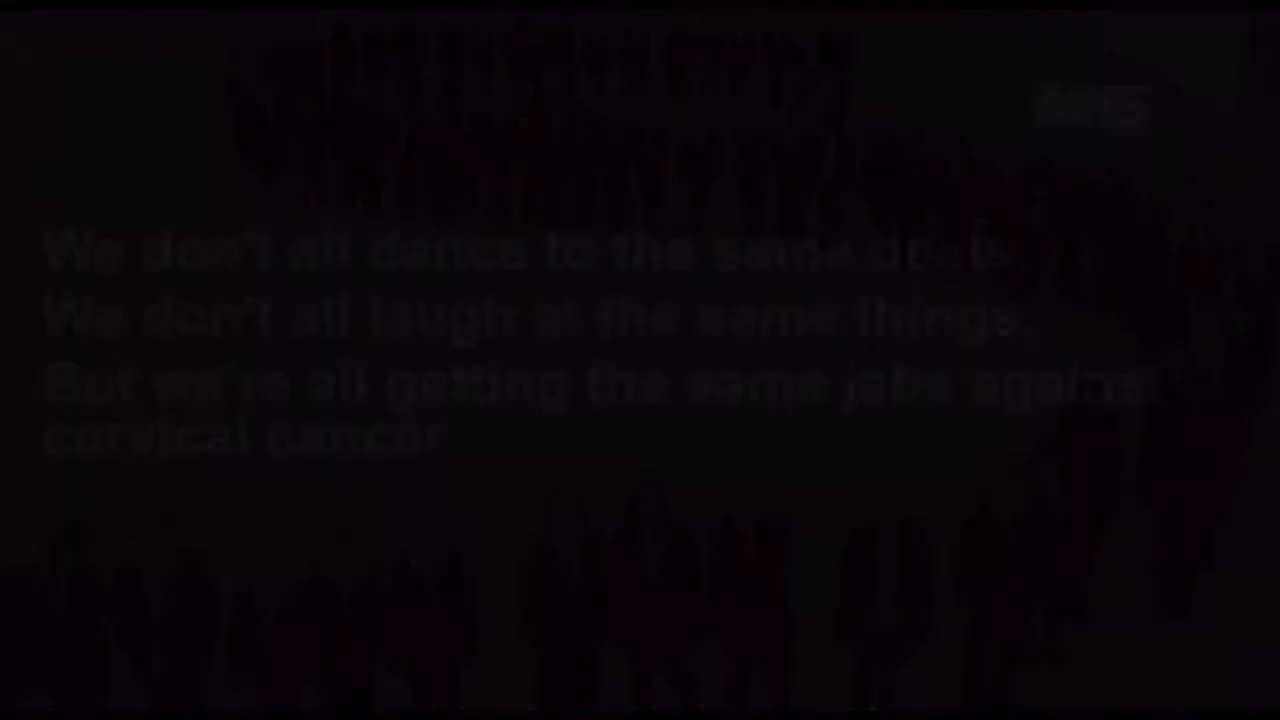 NHS
We don't all dance to the same beats.
We don't all laugh at the same things.
But we're all getting the same jabs against
cervical cancer